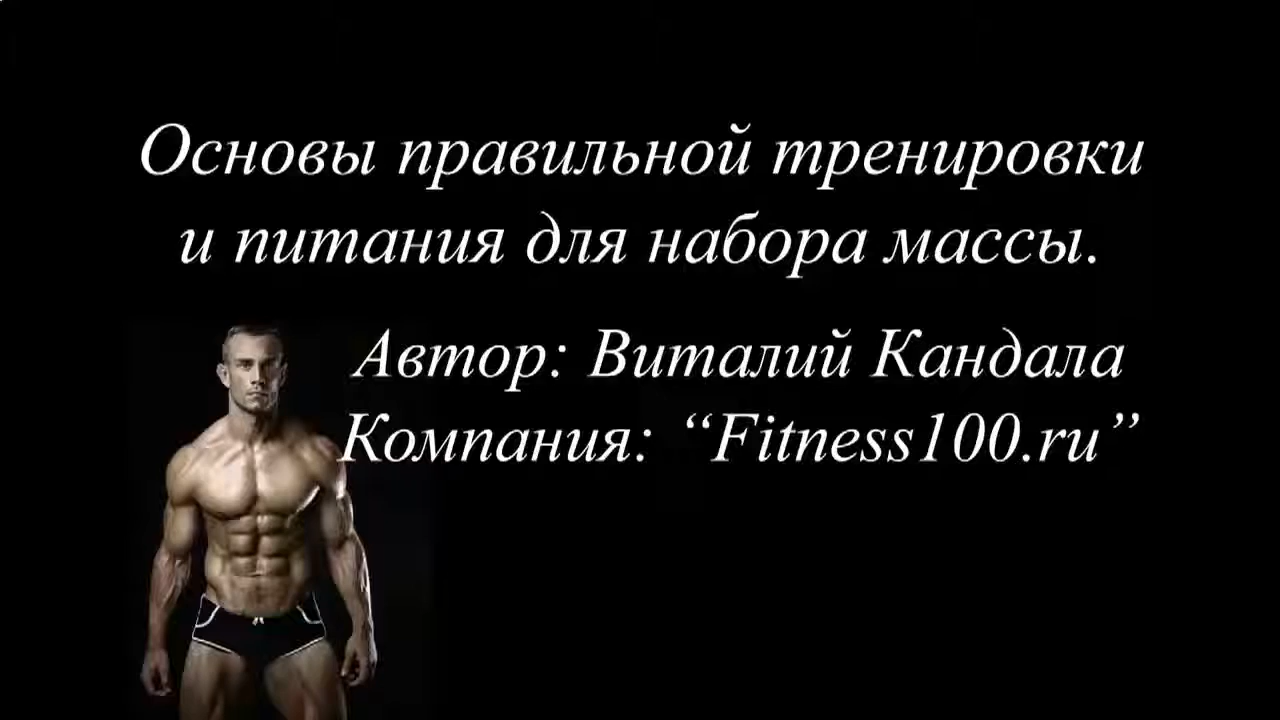 Основы правильной тренировки
и питания для набора массы.
Автор: Виталий Кандала
Компания: “Fitness100.ru”